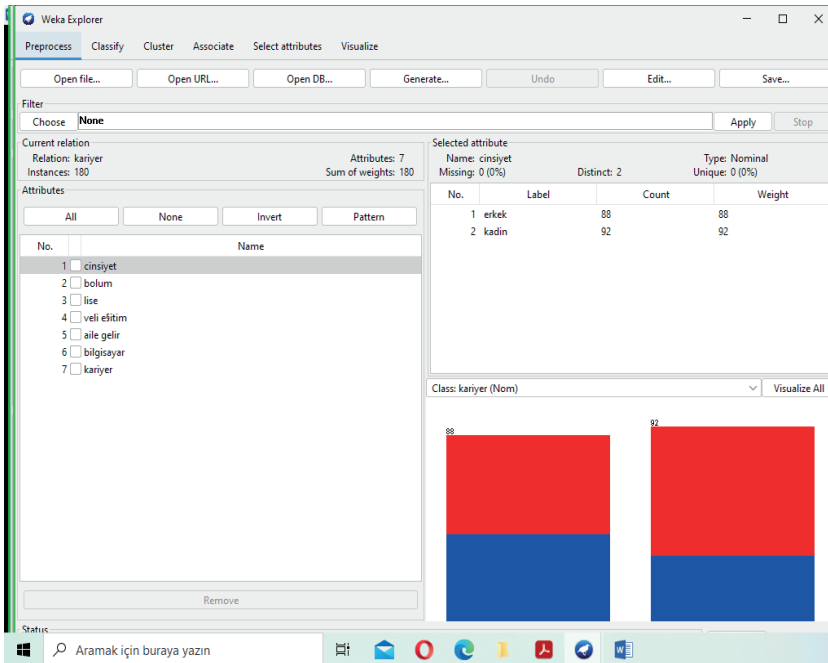 Weka Explorer
Preprocess Classify Cluster Associate Select attributes Visualize
Open file... Open URL... Open DB... Generate... Undo Edit... Save...
Filter
Choose None Apply Stop
Current relation
Relation: kariyer Attributes: 7
Instances: 180 Sum of weights: 180
Attributes
All None Invert Pattern
No. Name
1 cinsiyet
2 bolum
3 lise
4 veli ešitim
5 aile gelir
6 bilgisayar
7 kariyer
Remove
Selected attribute
Name: cinsiyet Type: Nominal
Missing: 0 (0%) Distinct: 2 Unique: 0 (0%)
No. Label Count Weight
1 erkek 88 88
2 kadin 92 92
Class: kariyer (Nom) Visualize All
88 92
Status
Aramak için buraya yazın